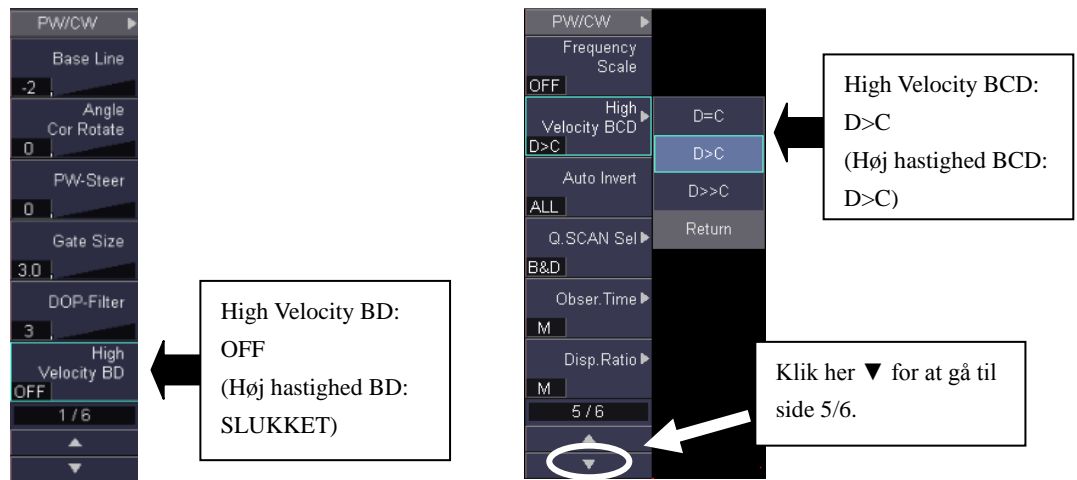 PW/CW ▶
Base Line
-2
Angle
Cor Rotate
0
PW-Steer
0
Gate Size
3.0
DOP-Filter
3
High
Velocity BD
OFF
1/6
▲
▼
High Velocity BD:
OFF
(Høj hastighed BD:
SLUKKET)
PW/CW ▶
Frequency
Scale
OFF
High ▶
Velocity BCD
D>C
Auto Invert
ALL
Q.SCAN Sel ▶
B&D
Obser.Time ▶
M
Disp.Ratio ▶
M
5/6
▲
▼
D=C
D>C
D>>C
Return
High Velocity BCD:
D>C
(Høj hastighed BCD:
D>C)
Klik her ▼ for at gå til
side 5/6.